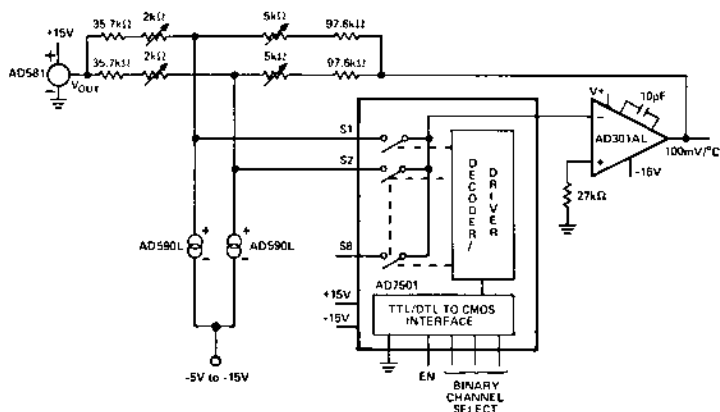 35.7kΩ 2kΩ 5kΩ 97.6kΩ
+15V
+
AD581
−
VOUT
35.7kΩ 2kΩ 5kΩ 97.6kΩ
V+
10pF
−
AD301AL
+
100mV/°C
-15V
27kΩ
S1
S2
DECODER/
DRIVER
S8
+
AD590L
−
+
AD590L
−
AD7501
+15V
-15V
TTL/DTL TO CMOS
INTERFACE
-5V to -15V
EN
BINARY
CHANNEL
SELECT